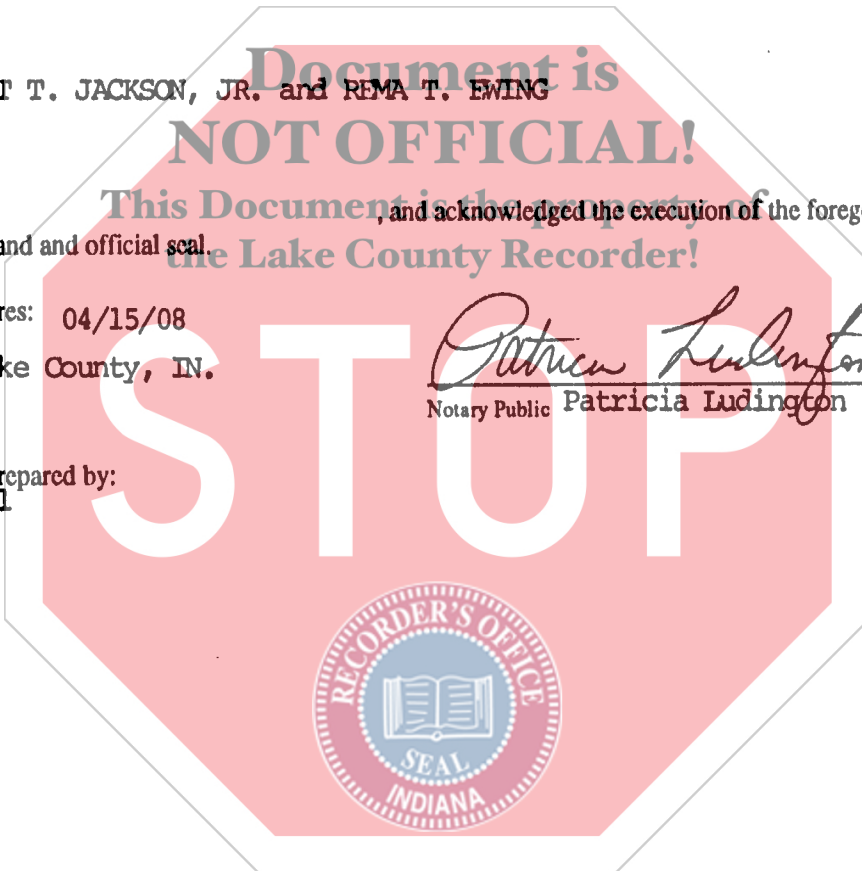 Document is
T T. JACKSON, JR. and REMA T. EWING
NOT OFFICIAL!
This Document is the property of
, and acknowledged the execution of the forego
and and official seal.
the Lake County Recorder!
res: 04/15/08
ke County, IN.
Patricia Ludington
Notary Public Patricia Ludington
STOP
repared by:
l
RECORDER'S OFFICE
SEAL
INDIANA